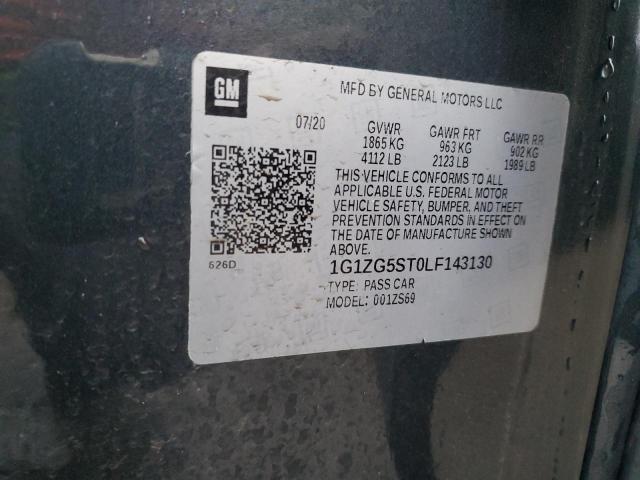 GM
MFD BY GENERAL MOTORS LLC
07/20 GVWR GAWR FRT GAWR RR
1865 KG 963 KG 902 KG
4112 LB 2123 LB 1989 LB
THIS VEHICLE CONFORMS TO ALL
APPLICABLE U.S. FEDERAL MOTOR
VEHICLE SAFETY, BUMPER, AND THEFT
PREVENTION STANDARDS IN EFFECT ON
THE DATE OF MANUFACTURE SHOWN
ABOVE.
626D
1G1ZG5ST0LF143130
TYPE: PASS CAR
MODEL: 001ZS69